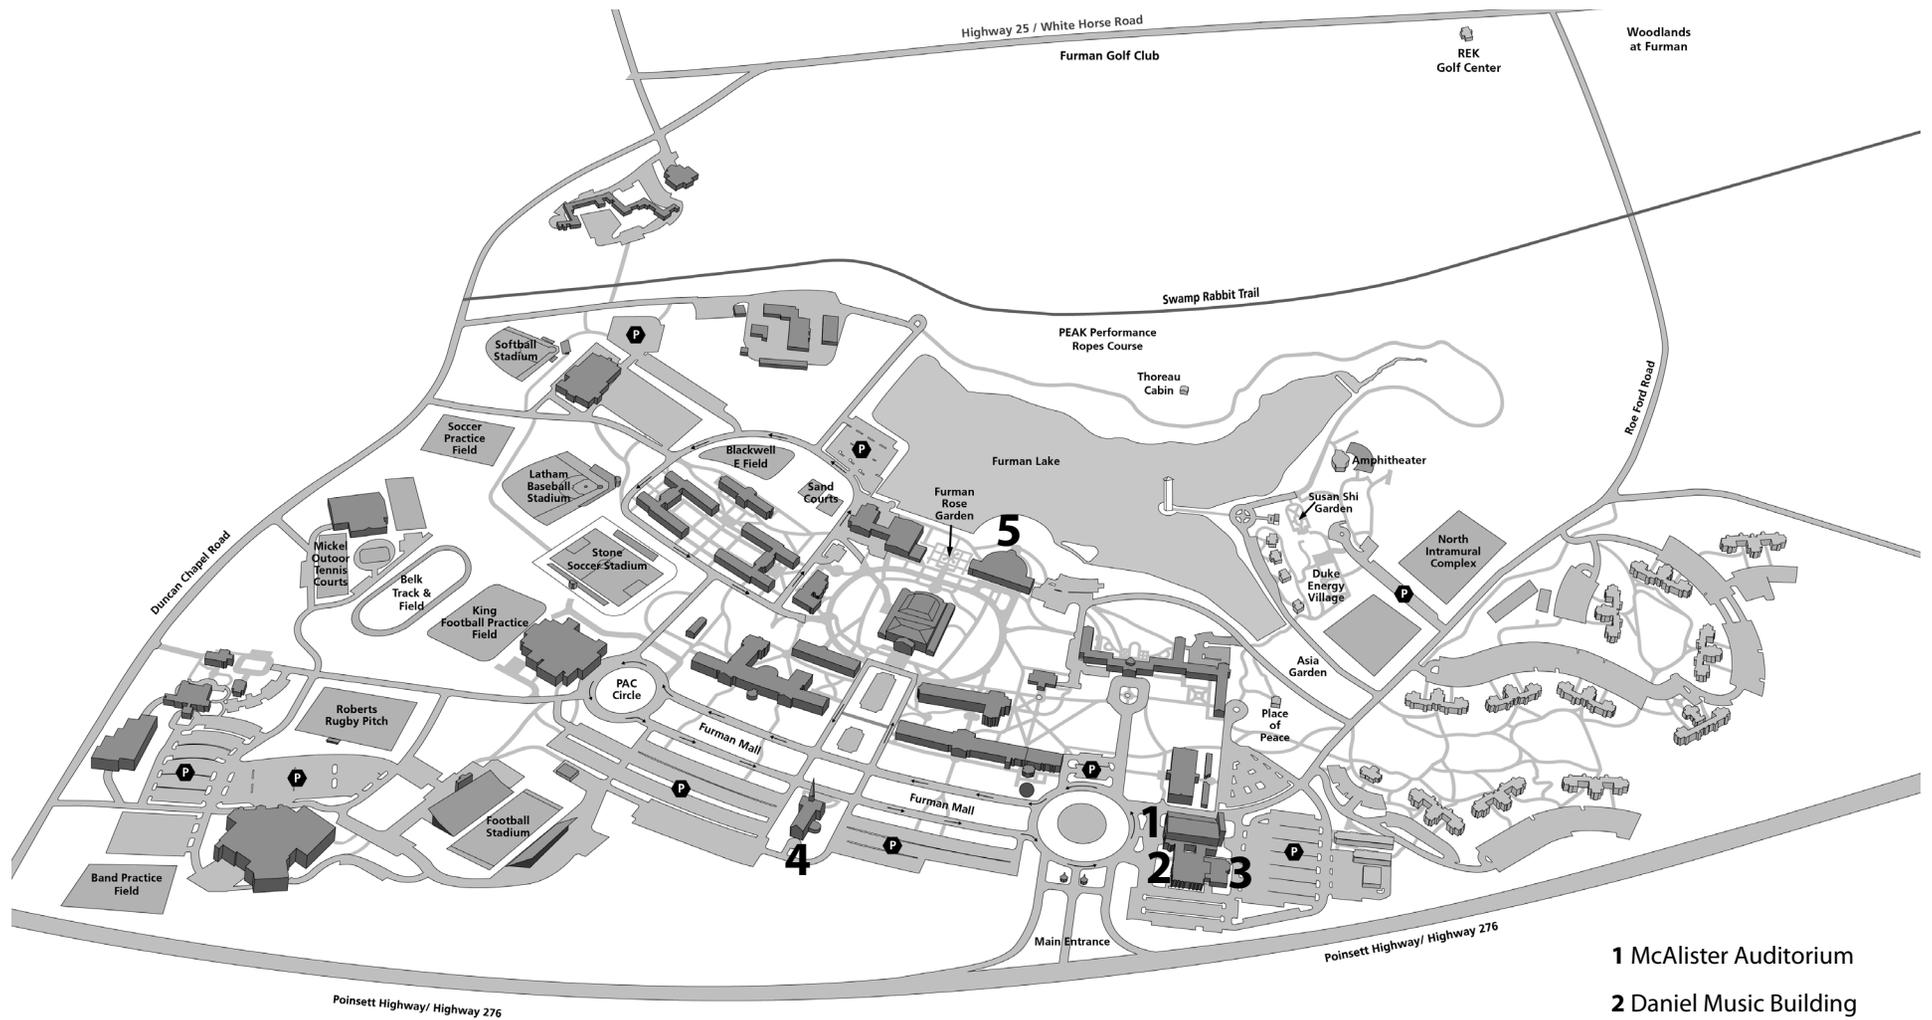 Highway 25 / White Horse Road
Woodlands
at Furman
Furman Golf Club
REK
Golf Center
Swamp Rabbit Trail
PEAK Performance
Ropes Course
Softball
Stadium
P
Thoreau
Cabin
Roe Ford Road
Soccer
Practice
Field
Blackwell
E Field
P
Furman Lake
Amphitheater
Latham
Baseball
Stadium
Sand
Courts
Furman
Rose
Garden
Susan Shi
Garden
5
Duncan Chapel Road
Mickel
Outoor
Tennis
Courts
Stone
Soccer Stadium
North
Intramural
Complex
Belk
Track &
Field
Duke
Energy
Village
P
King
Football Practice
Field
Asia
Garden
PAC
Circle
Roberts
Rugby Pitch
Place
of
Peace
Furman Mall
P
P
P
P
Furman Mall
1
Football
Stadium
P
4
2
3
P
Band Practice
Field
Main Entrance
Poinsett Highway/ Highway 276
1 McAlister Auditorium
Poinsett Highway/ Highway 276
2 Daniel Music Building